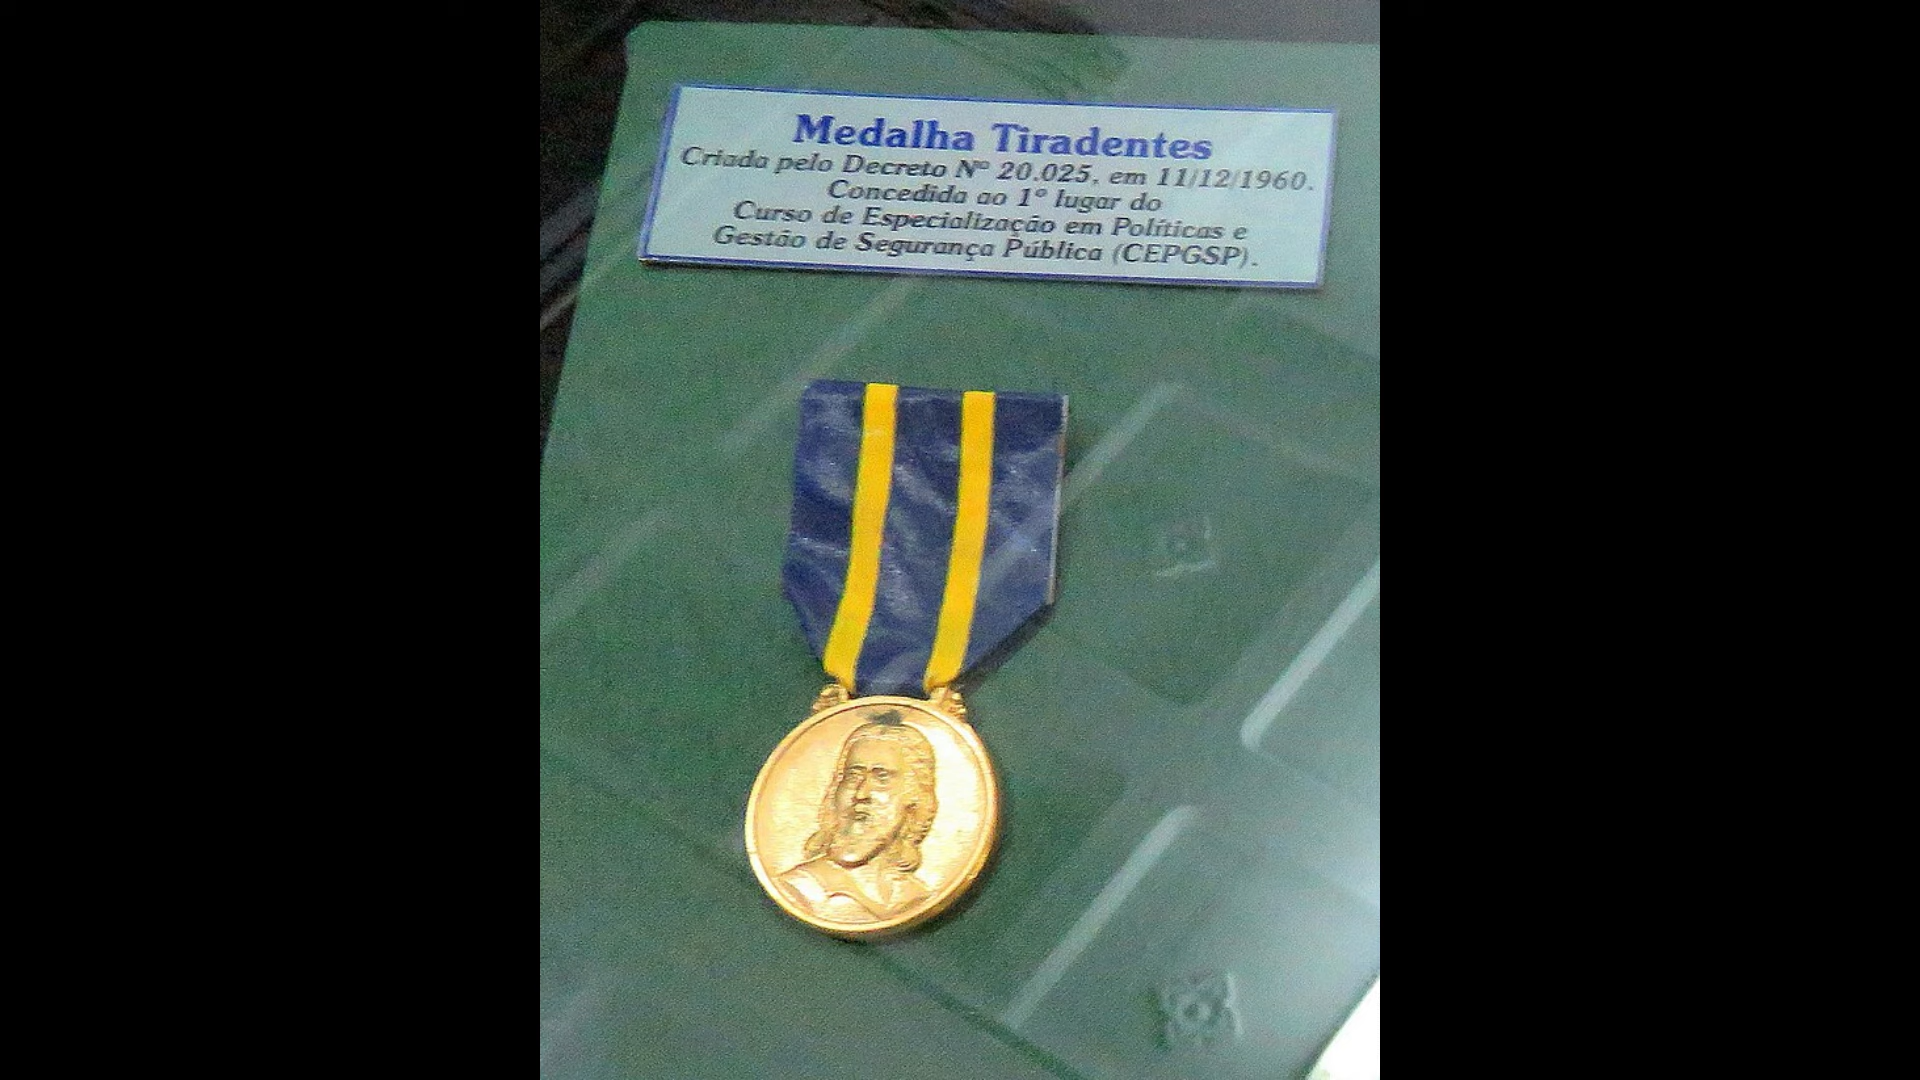 Medalha Tiradentes
Criada pelo Decreto Nº 20.025, em 11/12/1960.
Concedida ao 1º lugar do
Curso de Especialização em Políticas e
Gestão de Segurança Pública (CEPGSP).